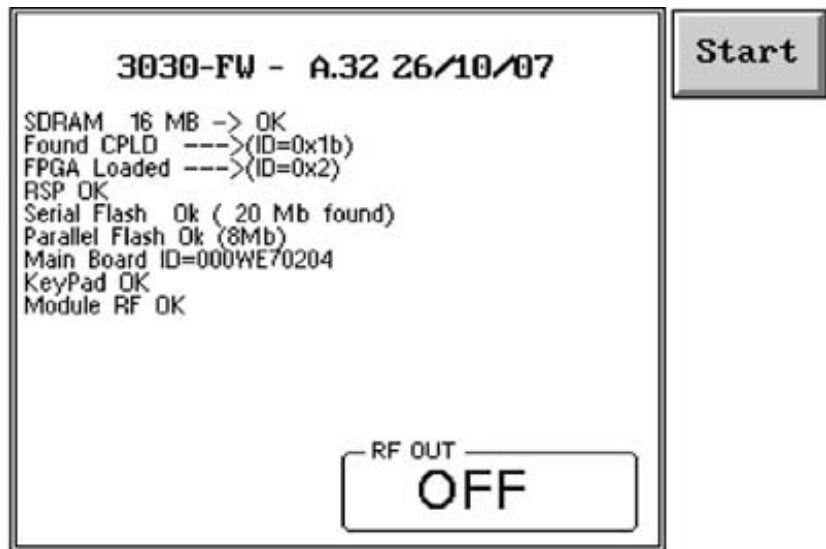 3030-FW - A.32 26/10/07
Start
SDRAM 16 MB -> OK
Found CPLD --->(ID=0x1b)
FPGA Loaded --->(ID=0x2)
RSP OK
Serial Flash Ok ( 20 Mb found)
Parallel Flash Ok (8Mb)
Main Board ID=000WE70204
KeyPad OK
Module RF OK
RF OUT
OFF